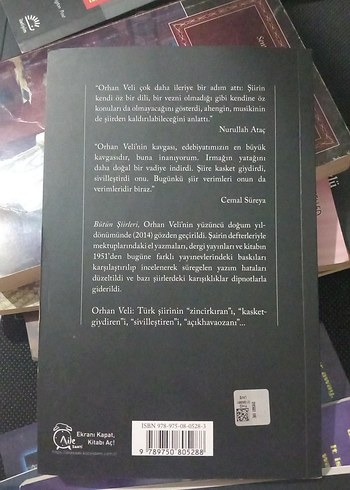 "Orhan Veli çok daha ileriye bir adım attı: Şiirin
kendi öz bir dili, bir vezni olmadığı gibi kendine öz
konuları da olmayacağını gösterdi, ahengin, musikinin
de şiirden kaldırılabileceğini anlattı."
Nurullah Ataç
"Orhan Veli'nin kavgası, edebiyatımızın en büyük
kavgasıdır, buna inanıyorum. Irmağın yatağını
daha doğal bir vadiye indirdi. Şiire kasket giydirdi,
sivilleştirdi onu. Bugünkü şiir verimleri onun da
verimleridir biraz."
Cemal Süreya
Bütün Şiirleri, Orhan Veli'nin yüzüncü doğum yıl-
dönümünde (2014) gözden geçirildi. Şairin defterleriyle
mektuplarındaki el yazmaları, dergi yayınları ve kitabın
1951'den bugüne farklı yayınevlerindeki baskıları
karşılaştırılıp incelenerek süregelen yazım hataları
düzeltildi ve bazı şiirlerdeki karışıklıklar dipnotlarla
giderildi.
Orhan Veli: Türk şiirinin "zincirkıran"ı, "kasket-
giydiren"i, "sivilleştiren"i, "açıkhavaozanı"...
Aile
Saati
Ekranı Kapat,
Kitabı Aç!
ISBN 978-975-08-0528-3
9 789750 805288